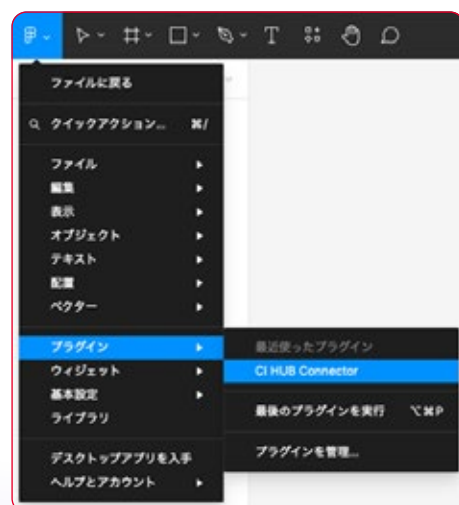 ファイルに戻る
クイックアクション... ⌘/
ファイル
編集
表示
オブジェクト
テキスト
配置
ベクター
プラグイン
ウィジェット
基本設定
ライブラリ
デスクトップアプリを入手
ヘルプとアカウント
最近使ったプラグイン
CI HUB Connector
最後のプラグインを実行 ⌥⌘P
プラグインを管理...